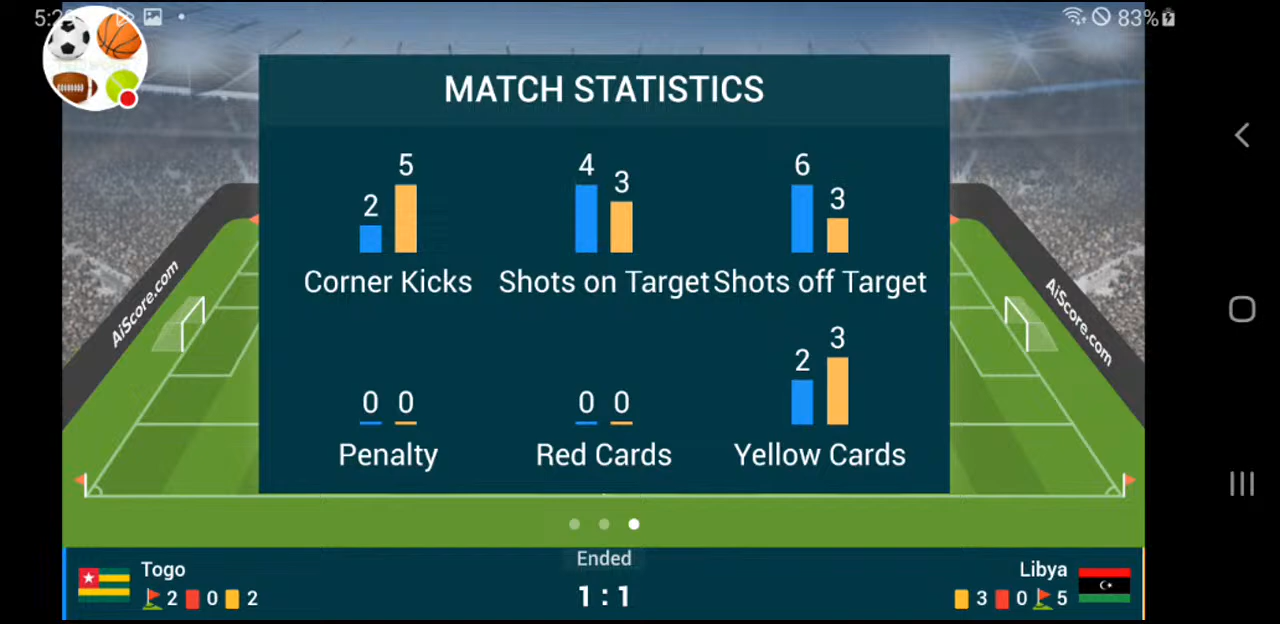 83%
MATCH STATISTICS
2 5
4 3
6 3
Corner Kicks
Shots on Target
Shots off Target
0 0
0 0
2 3
Penalty
Red Cards
Yellow Cards
AiScore.com
AiScore.com
Ended
Togo
2 0 2
1 : 1
Libya
3 0 5